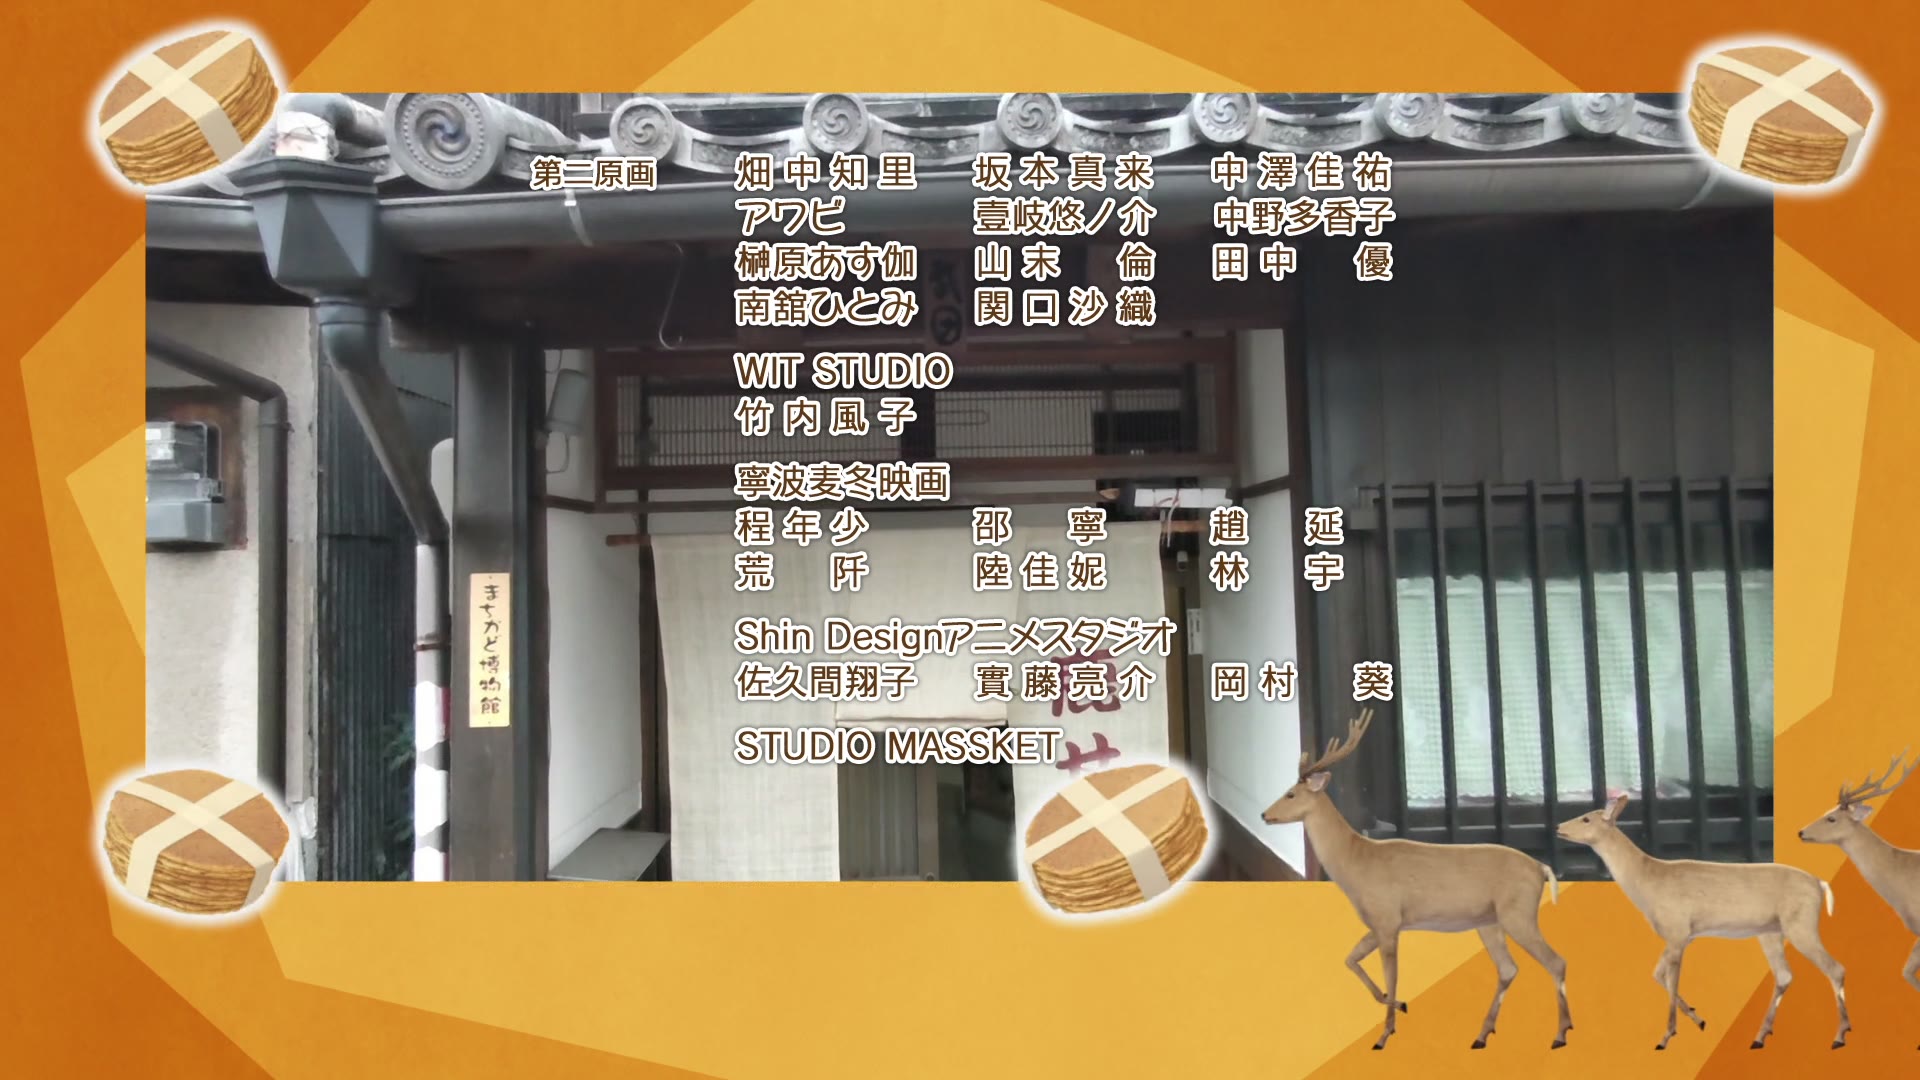 第二原画 畑中知里 坂本真来 中澤佳祐
アワビ 壹岐悠ノ介 中野多香子
榊原あす伽 山末 倫 田中 優
南舘ひとみ 関口沙織
WIT STUDIO
竹内風子
寧波麦冬映画
程年少 邵 寧 趙 延
荒 阡 陸佳妮 林 宇
Shin Designアニメスタジオ
佐久間翔子 實藤亮介 岡村 葵
STUDIO MASSKET
まちかど博物館